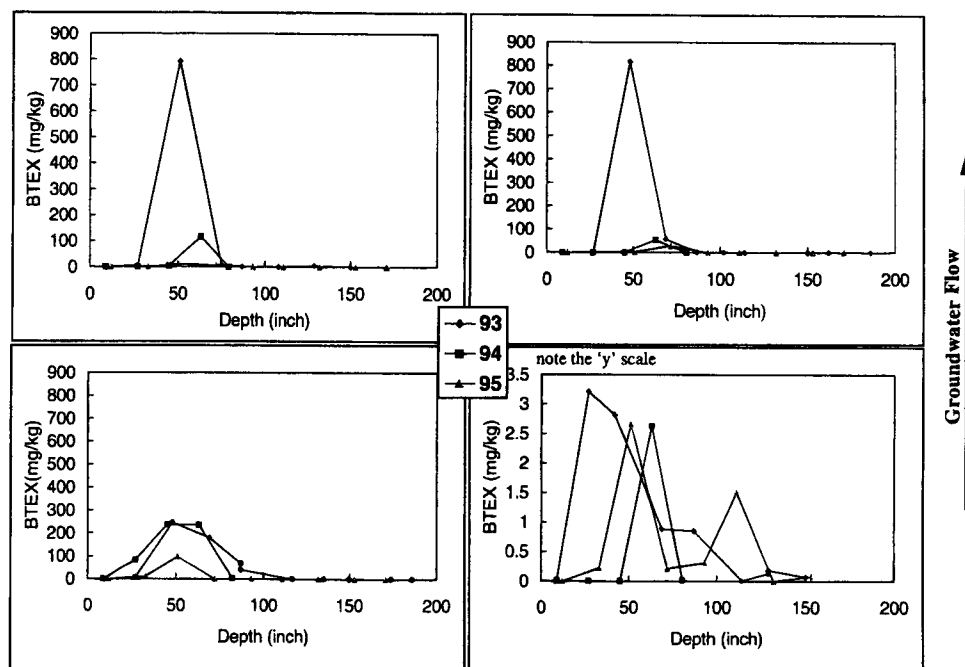 900
800
700
600
500
400
300
200
100
0
BTEX (mg/kg)
0 50 100 150 200
Depth (inch)
900
800
700
600
500
400
300
200
100
0
BTEX (mg/kg)
0 50 100 150 200
Depth (inch)
93
94
95
900
800
700
600
500
400
300
200
100
0
BTEX(mg/kg)
0 50 100 150 200
Depth (inch)
note the 'y' scale
3.5
3
2.5
2
1.5
1
0.5
0
BTEX (mg/kg)
0 50 100 150 200
Depth (inch)
Groundwater Flow